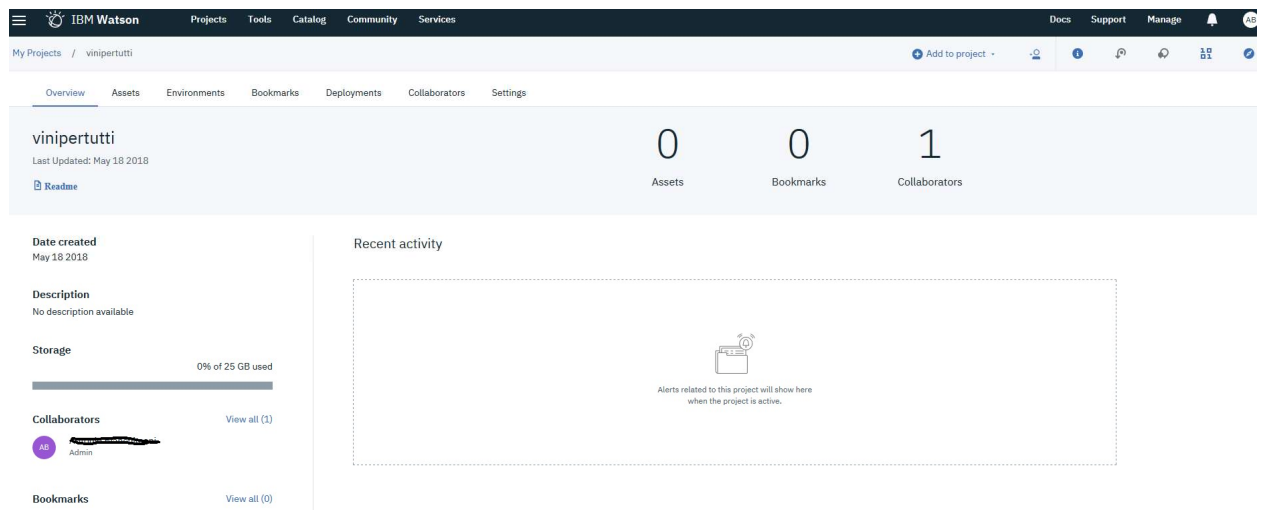 IBM Watson Projects Tools Catalog Community Services Docs Support Manage AB
My Projects / vinipertutti Add to project
Overview Assets Environments Bookmarks Deployments Collaborators Settings
vinipertutti
Last Updated: May 18 2018
Readme
0 0 1
Assets Bookmarks Collaborators
Date created
May 18 2018
Description
No description available
Storage
0% of 25 GB used
Collaborators View all (1)
AB
Admin
Bookmarks View all (0)
Recent activity
Alerts related to this project will show here
when the project is active.